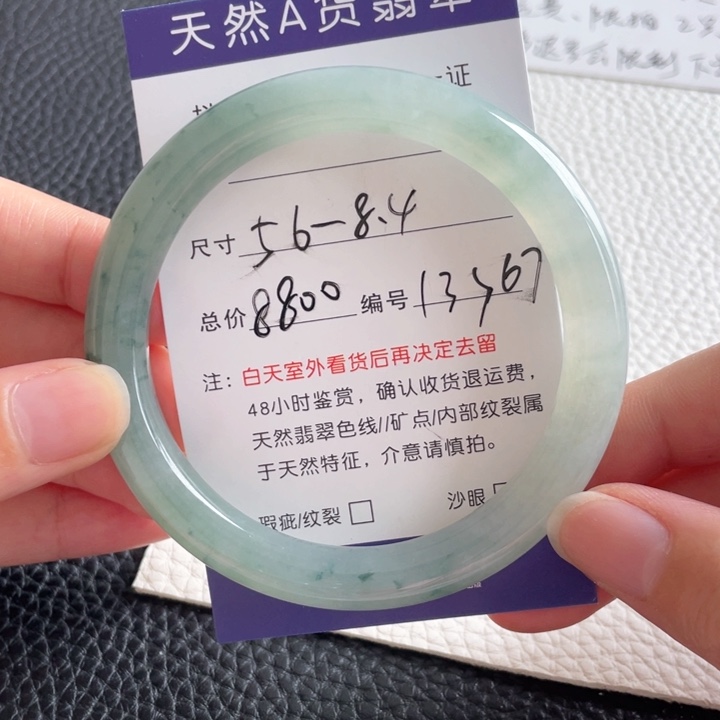 天然A货翡翠
证
尺寸 56-8.4
总价 8800 编号 13567
注：白天室外看货后再决定去留
48小时鉴赏，确认收货退运费，
天然翡翠色线//矿点/内部纹裂属
于天然特征，介意请慎拍。
瑕疵/纹裂□ 沙眼